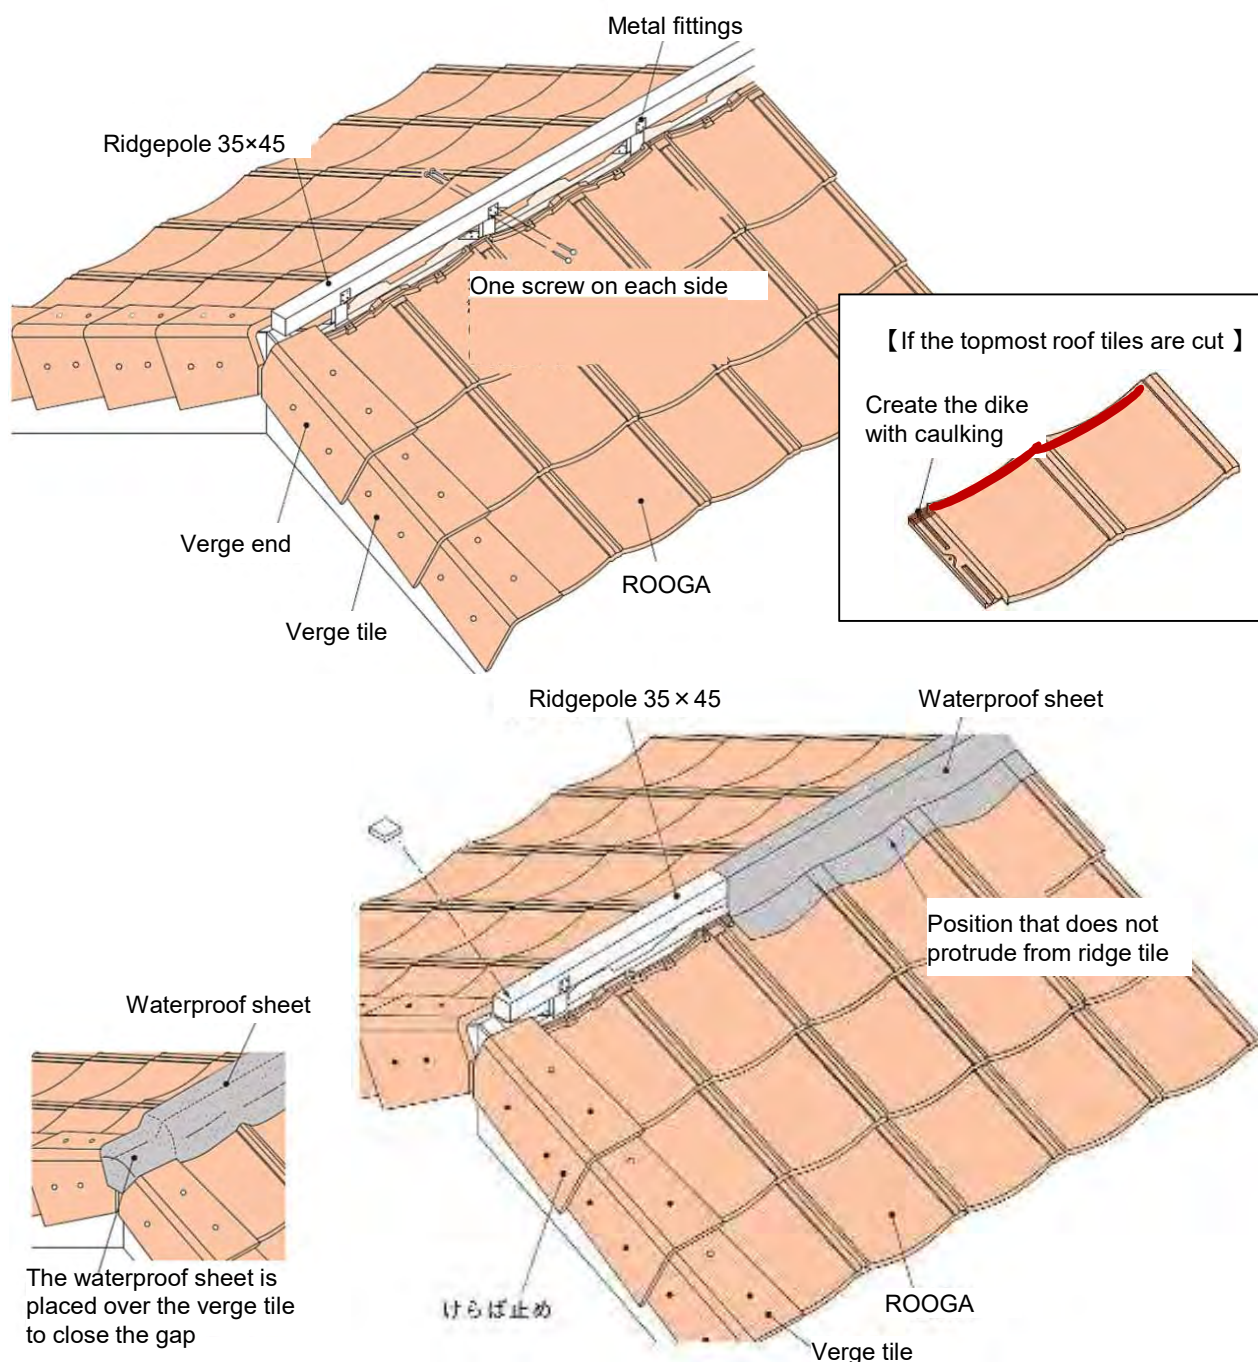 Metal fittings
Ridgepole 35×45
One screw on each side
【If the topmost roof tiles are cut 】
Create the dike
with caulking
Verge end
ROOGA
Verge tile
Ridgepole 35×45
Waterproof sheet
Position that does not
protrude from ridge tile
Waterproof sheet
The waterproof sheet is
placed over the verge tile
to close the gap
けらば止め
ROOGA
Verge tile